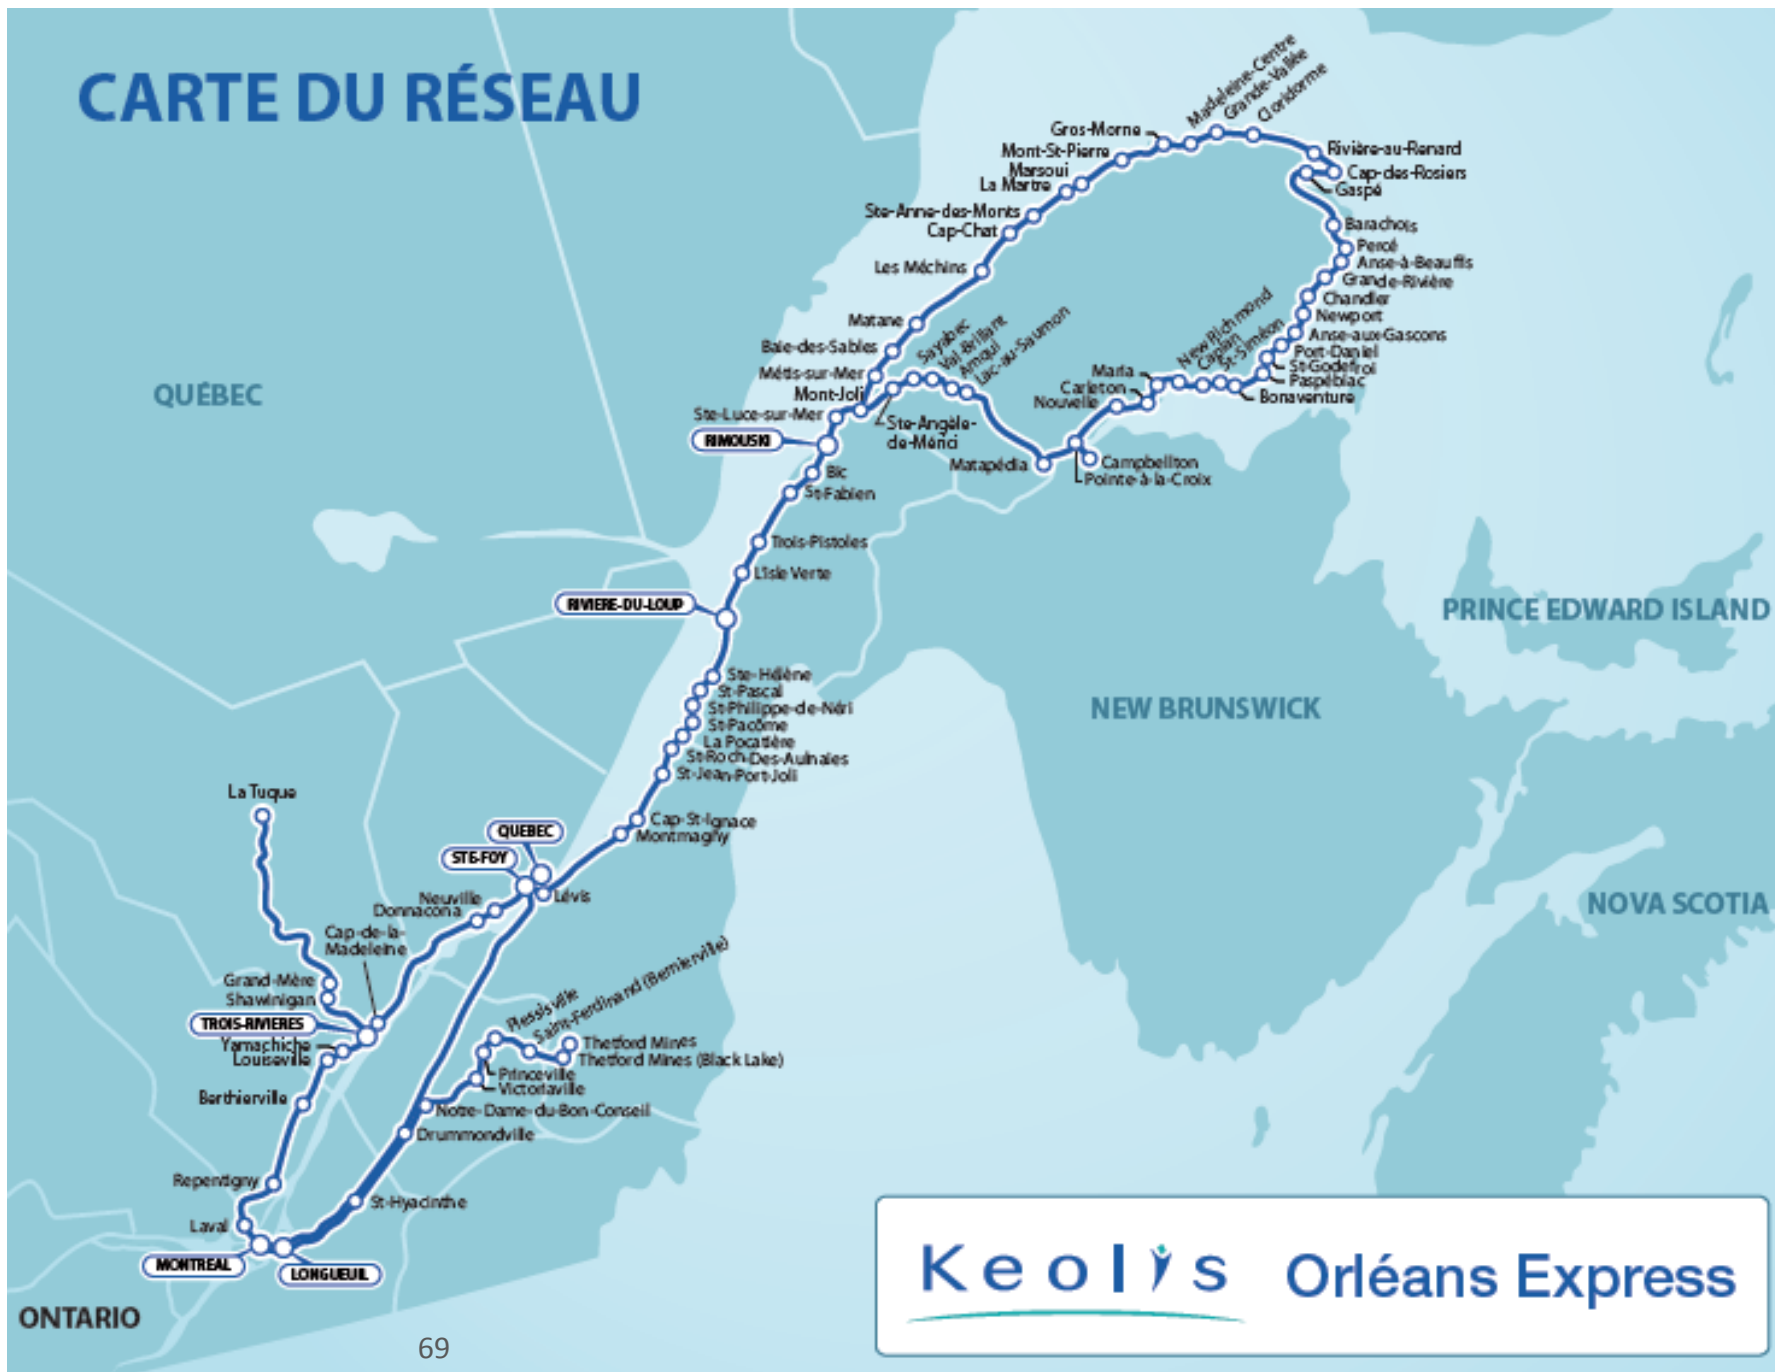 CARTE DU RÉSEAU
Madeleine-Centre
Grande-Vallée
Cloridorme
Gros-Morne
Mont-St-Pierre
Marsoui
La Martre
Ste-Anne-des-Monts
Cap-Chat
Les Méchins
Rivière-au-Renard
Cap-des-Rosiers
Gaspé
Barachois
Percé
Anse-à-Beaufils
Grande-Rivière
Chandler
Newport
Anse-aux-Gascons
Port-Daniel
St-Godefroi
Paspébiac
Bonaventure
St-Siméon
Caplan
New Richmond
Maria
Carleton
Nouvelle
Matane
Baie-des-Sables
Métis-sur-Mer
Mont-Joli
Ste-Luce-sur-Mer
Sayabec
Val-Brillant
Amqui
Lac-au-Saumon
Ste-Angèle-
de-Mérici
Matapédia
Campbellton
Pointe-à-la-Croix
QUÉBEC
RIMOUSKI
Bic
St-Fabien
Trois-Pistoles
L'Isle Verte
RIVIERE-DU-LOUP
PRINCE EDWARD ISLAND
NEW BRUNSWICK
NOVA SCOTIA
Ste-Hélène
St-Pascal
St-Philippe-de-Néri
St-Pacôme
La Pocatière
St-Roch-Des-Aulnaies
St-Jean-Port-Joli
Cap-St-Ignace
Montmagny
La Tuque
QUEBEC
STE-FOY
Lévis
Neuville
Donnacona
Cap-de-la-
Madeleine
Grand-Mère
Shawinigan
TROIS-RIVIERES
Yamachiche
Louiseville
Berthierville
Plessisville
Saint-Ferdinand (Bernierville)
Thetford Mines
Thetford Mines (Black Lake)
Princeville
Victoriaville
Notre-Dame-du-Bon-Conseil
Drummondville
Repentigny
St-Hyacinthe
Laval
MONTREAL
LONGUEUIL
ONTARIO
Keolis Orléans Express
69